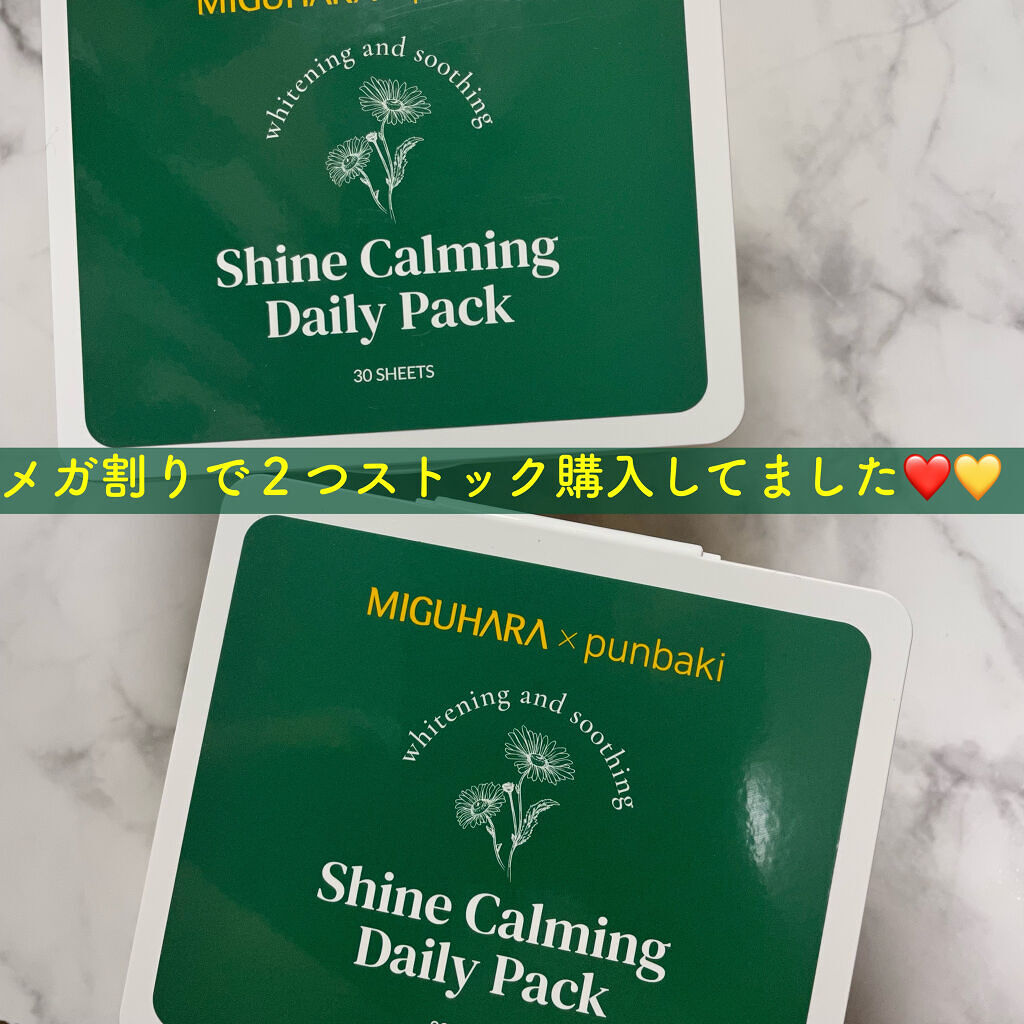 MIGUHARA
whitening and soothing
Shine Calming
Daily Pack
30 SHEETS
メガ割りで２つストック購入してました❤️💛
MIGUHARA × punbaki
whitening and soothing
Shine Calming
Daily Pack